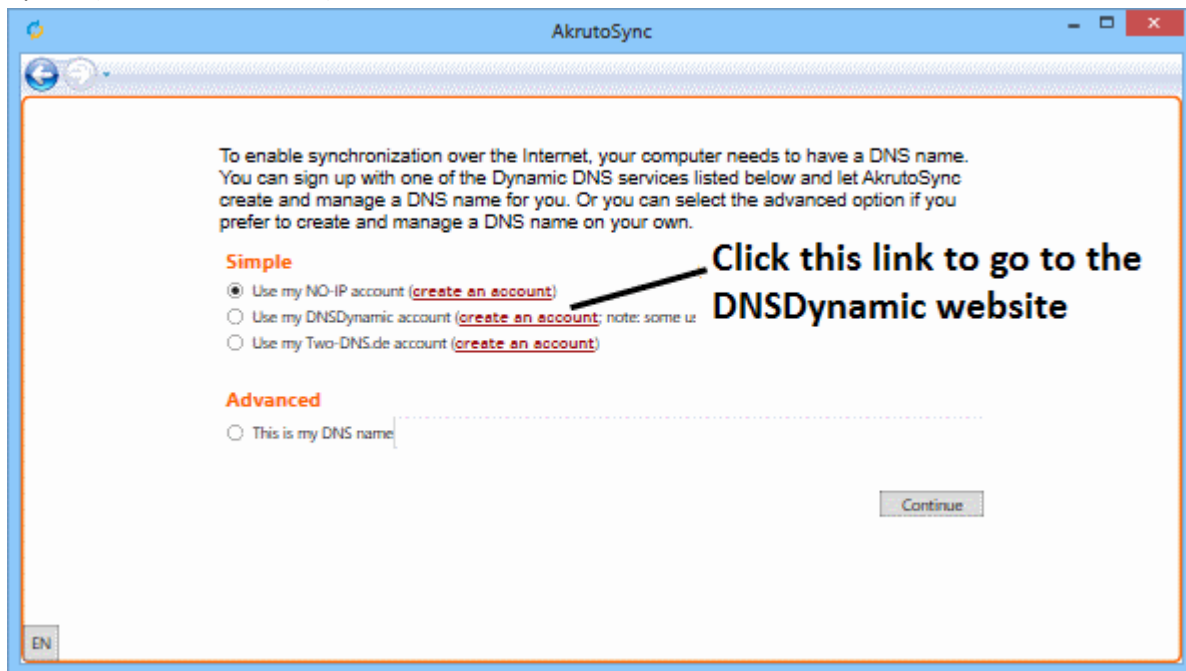 AkrutoSync
To enable synchronization over the Internet, your computer needs to have a DNS name.
You can sign up with one of the Dynamic DNS services listed below and let AkrutoSync
create and manage a DNS name for you. Or you can select the advanced option if you
prefer to create and manage a DNS name on your own.
Simple
Click this link to go to the
DNSDynamic website
Use my NO-IP account (create an account)
Use my DNSDynamic account (create an account; note: some
Use my Two-DNS.de account (create an account)
Advanced
This is my DNS name
Continue
EN